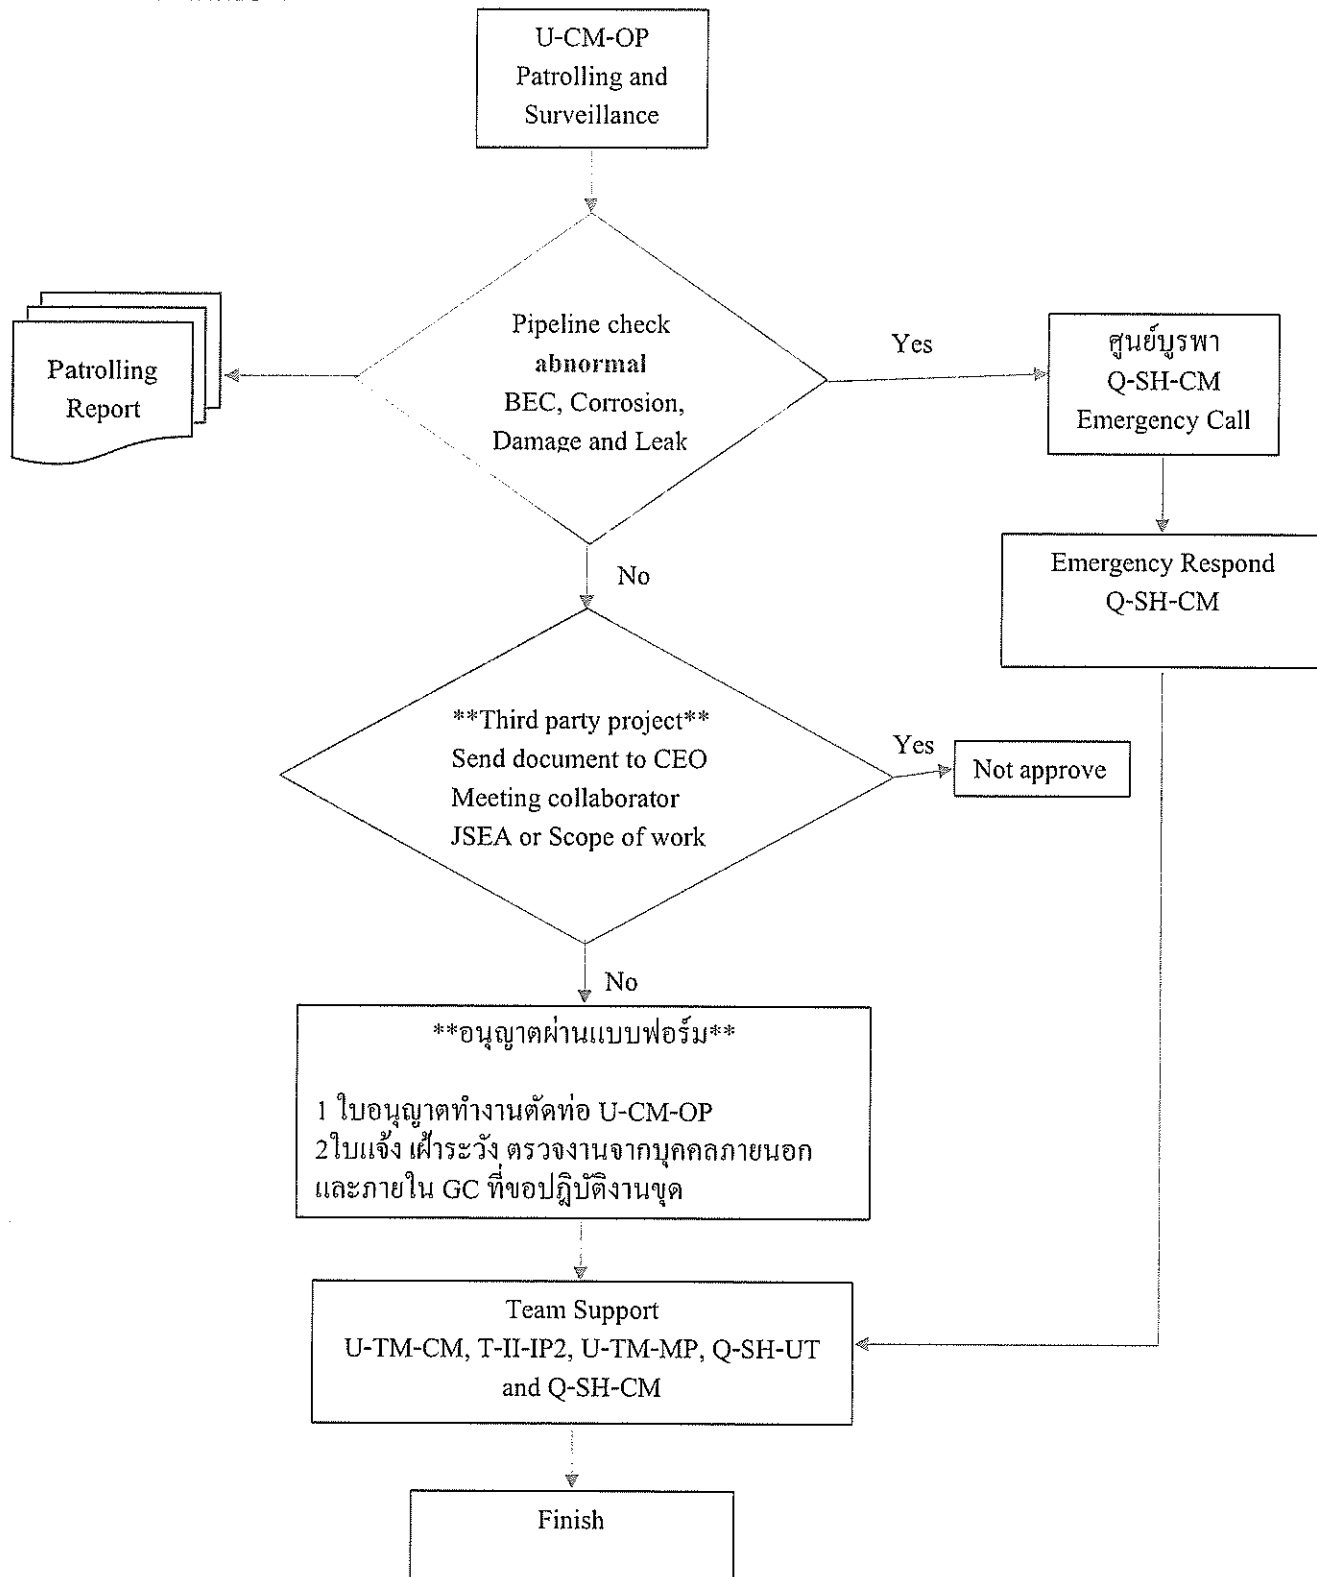 U-CM-OP
Patrolling and
Surveillance
Pipeline check
abnormal
BEC, Corrosion,
Damage and Leak
Patrolling
Report
Yes
ศูนย์บูรพา
Q-SH-CM
Emergency Call
Emergency Respond
Q-SH-CM
No
**Third party project**
Send document to CEO
Meeting collaborator
JSEA or Scope of work
Yes
Not approve
No
**อนุญาตผ่านแบบฟอร์ม**
1 ใบอนุญาตทำงานตัดท่อ U-CM-OP
2ใบแจ้ง เฝ้าระวัง ตรวจงานจากบุคคลภายนอก
และภายใน GC ที่ขอปฎิบัติงานขุด
Team Support
U-TM-CM, T-II-IP2, U-TM-MP, Q-SH-UT
and Q-SH-CM
Finish